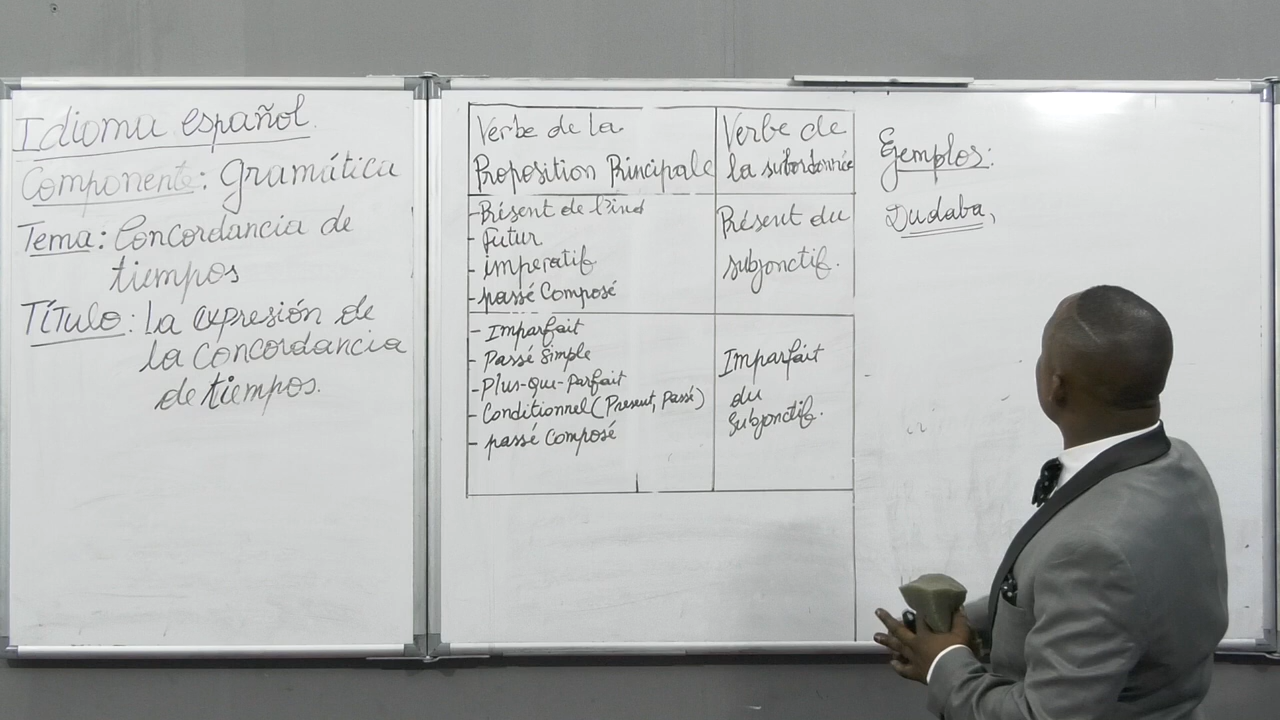 Idioma español.
Componente: Gramática
Tema: Concordancia de
tiempos
Título: La expresión de
la concordancia
de tiempos.
Verbe de la
Proposition Principale
Verbe de
la subordonnée
- Présent de l'ind
- Futur
- imperatif
- passé Composé
Présent du
subjonctif.
- Imparfait
- Passé Simple
- Plus-Que-Parfait
- Conditionnel (Present, Passé)
- passé Composé
Imparfait
du
Subjonctif.
Ejemplos:
Dudaba,